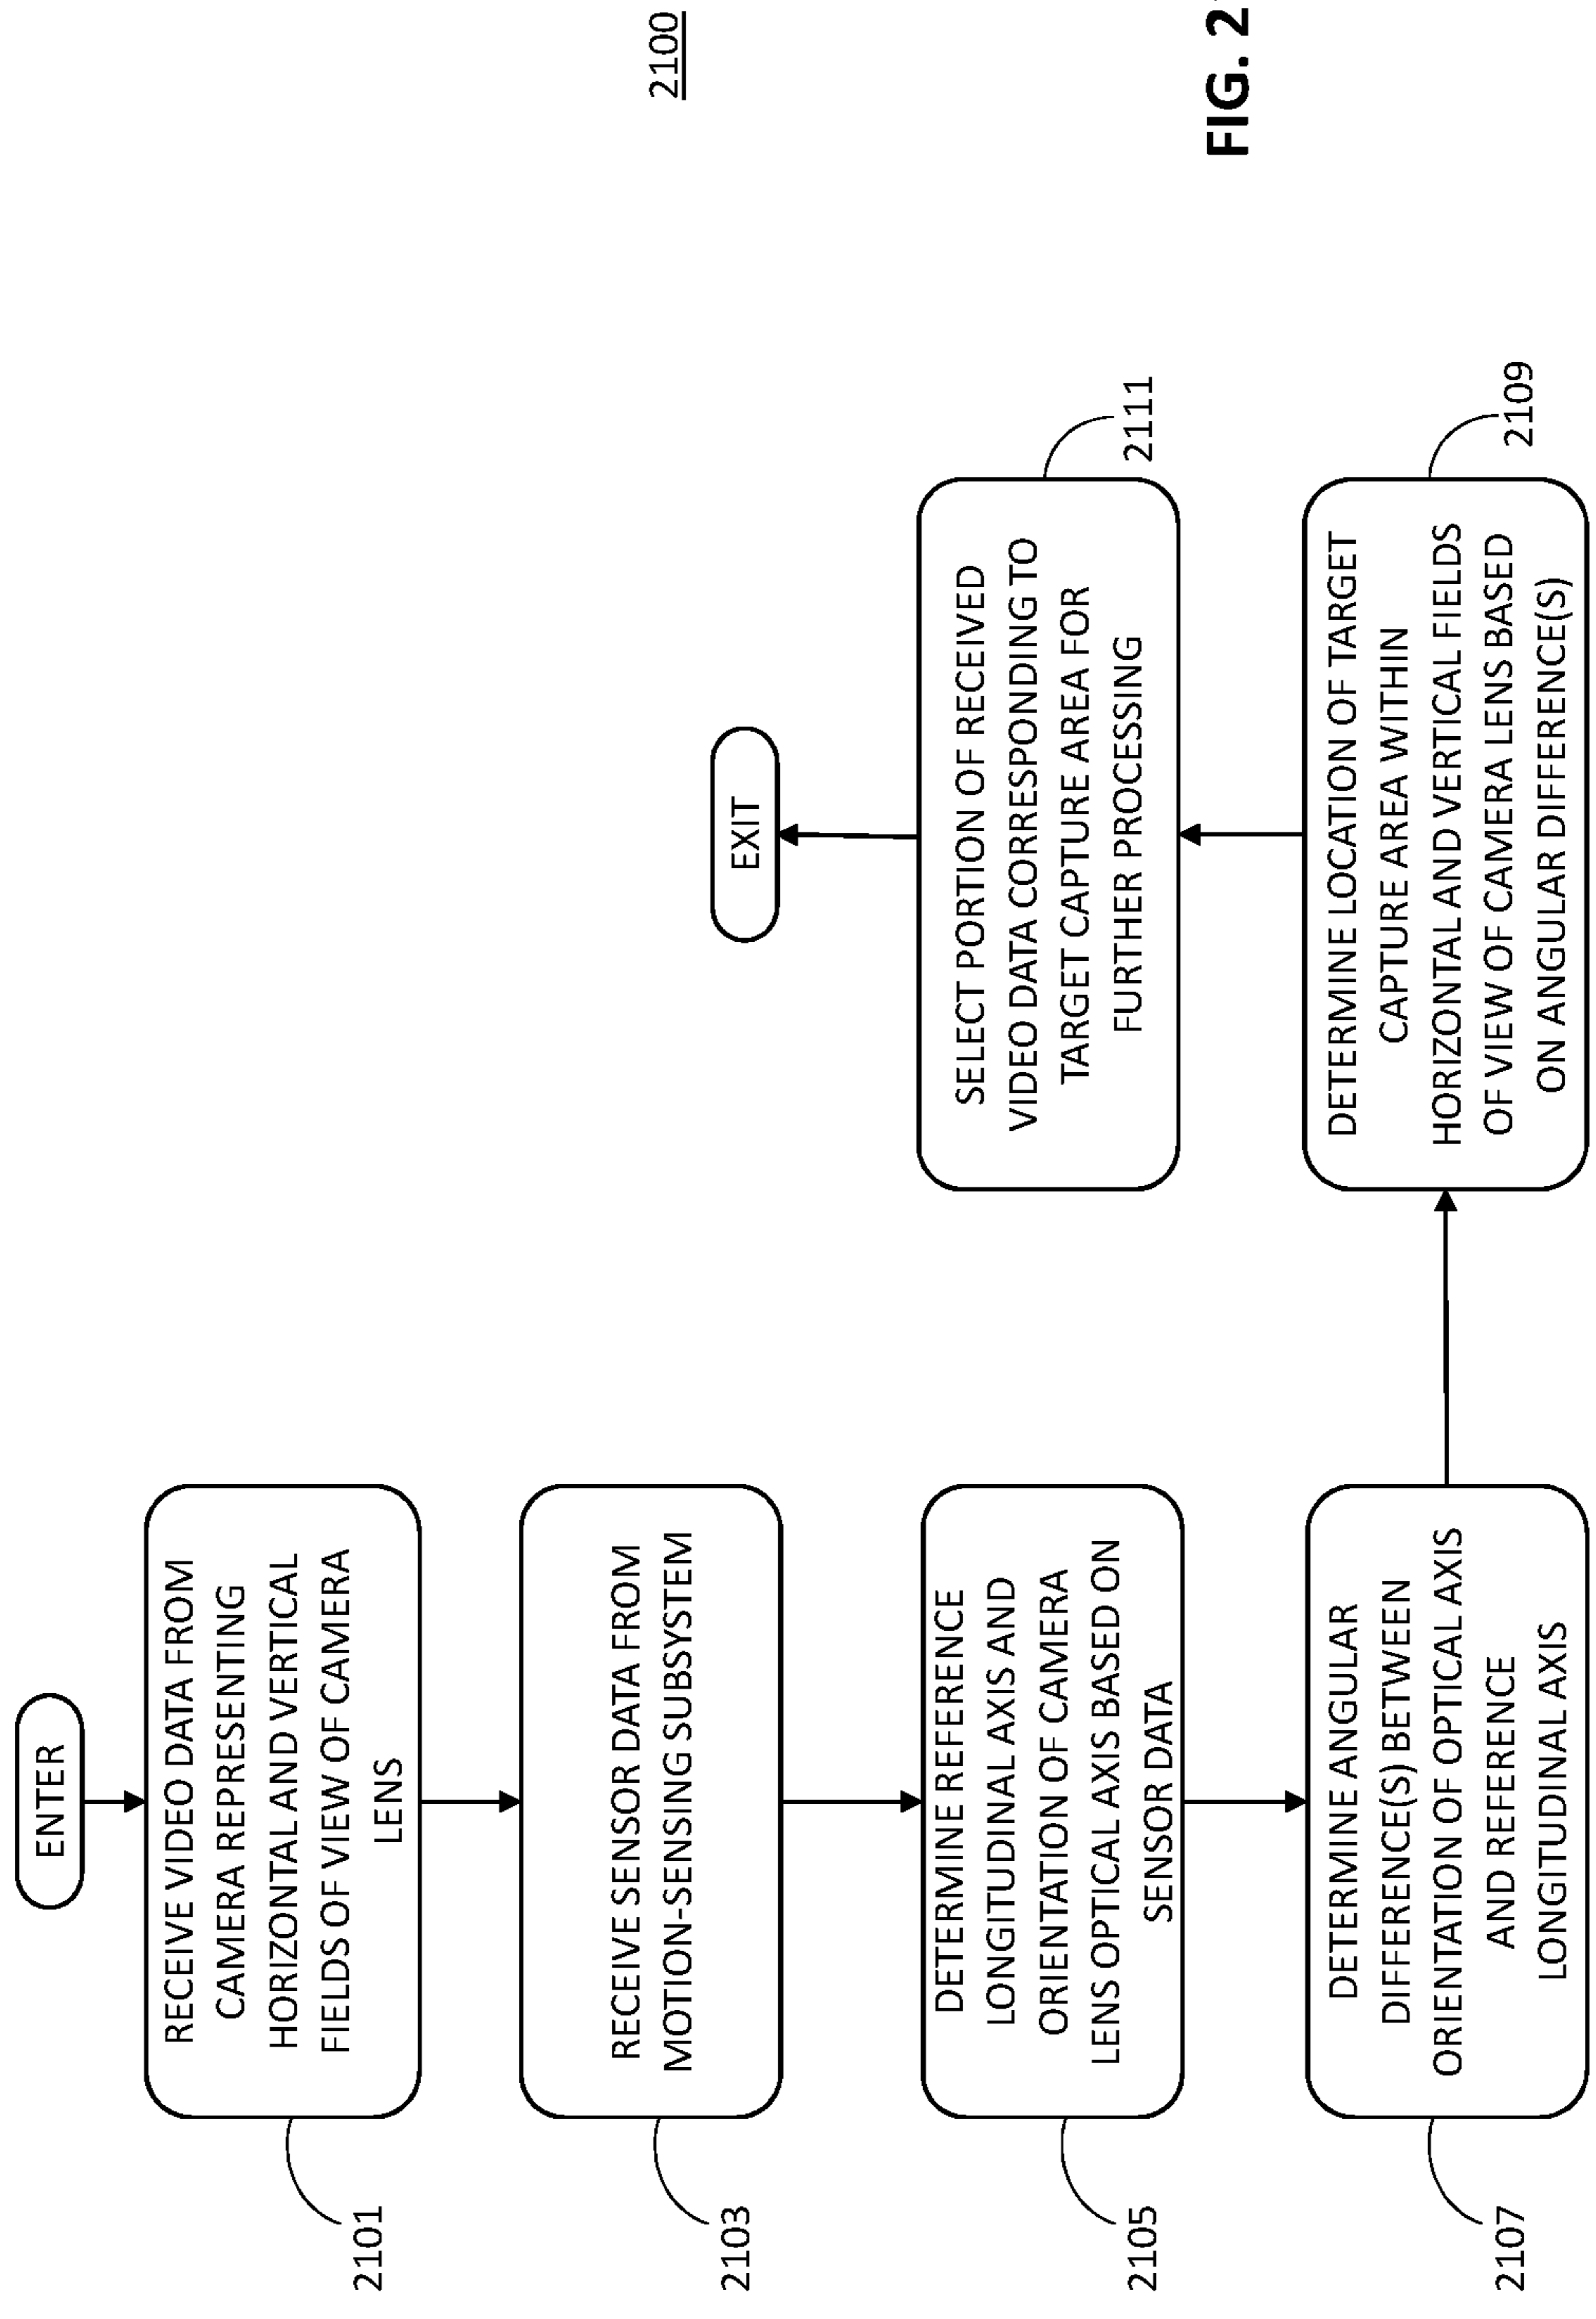 ENTER
RECEIVE VIDEO DATA FROM
CAMERA REPRESENTING
HORIZONTAL AND VERTICAL
FIELDS OF VIEW OF CAMERA
LENS
2101
RECEIVE SENSOR DATA FROM
MOTION-SENSING SUBSYSTEM
2103
DETERMINE REFERENCE
LONGITUDINAL AXIS AND
ORIENTATION OF CAMERA
LENS OPTICAL AXIS BASED ON
SENSOR DATA
2105
DETERMINE ANGULAR
DIFFERENCE(S) BETWEEN
ORIENTATION OF OPTICAL AXIS
AND REFERENCE
LONGITUDINAL AXIS
2107
DETERMINE LOCATION OF TARGET
CAPTURE AREA WITHIN
HORIZONTAL AND VERTICAL FIELDS
OF VIEW OF CAMERA LENS BASED
ON ANGULAR DIFFERENCE(S)
2109
SELECT PORTION OF RECEIVED
VIDEO DATA CORRESPONDING TO
TARGET CAPTURE AREA FOR
FURTHER PROCESSING
2111
EXIT
2100
FIG. 2